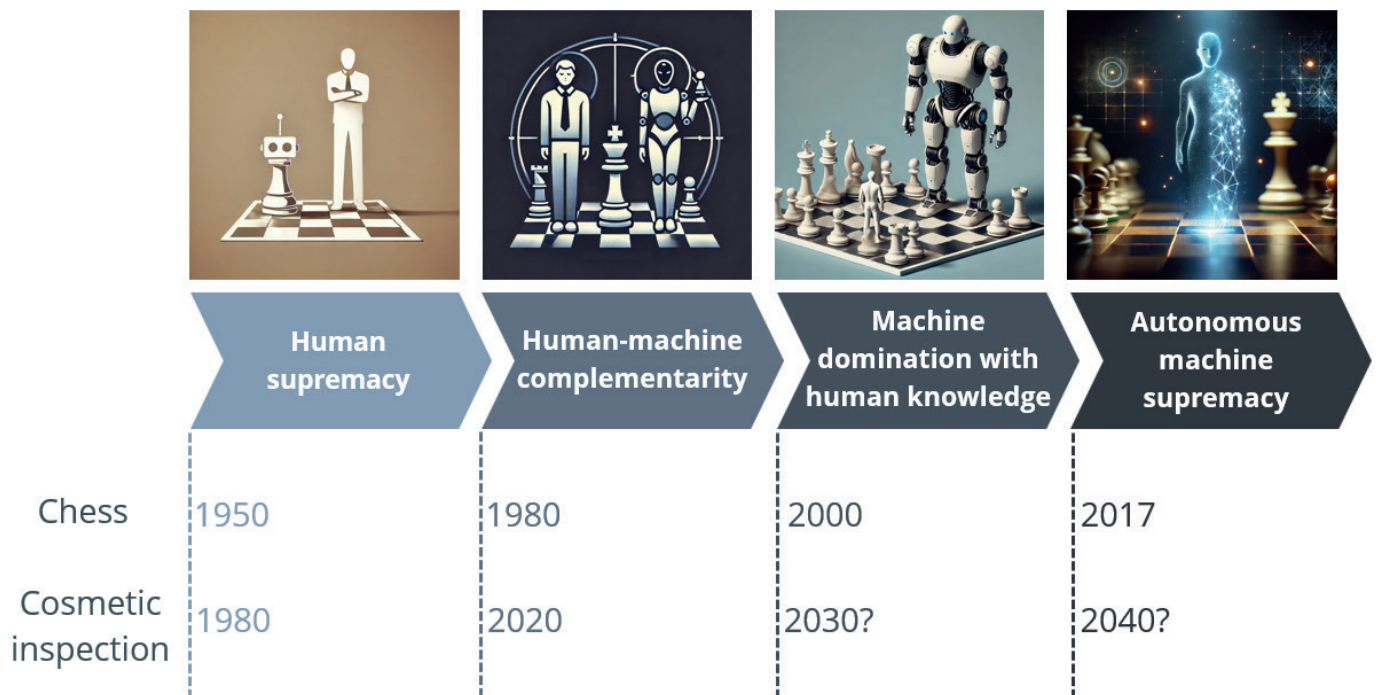 Human
supremacy
Human-machine
complementarity
Machine
domination with
human knowledge
Autonomous
machine
supremacy
Chess
1950
1980
2000
2017
Cosmetic
inspection
1980
2020
2030?
2040?